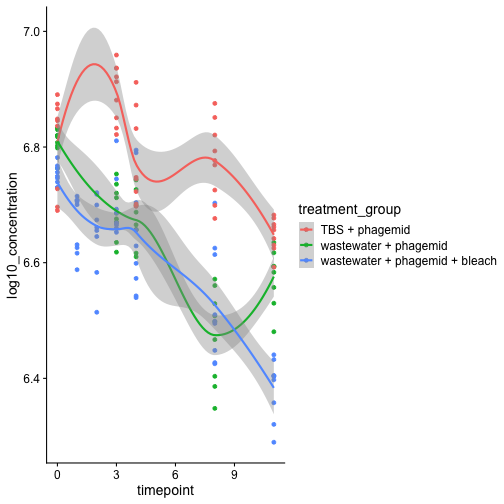 7.0
6.8
6.6
6.4
log10_concentration
0
3
6
9
timepoint
treatment_group
TBS + phagemid
wastewater + phagemid
wastewater + phagemid + bleach